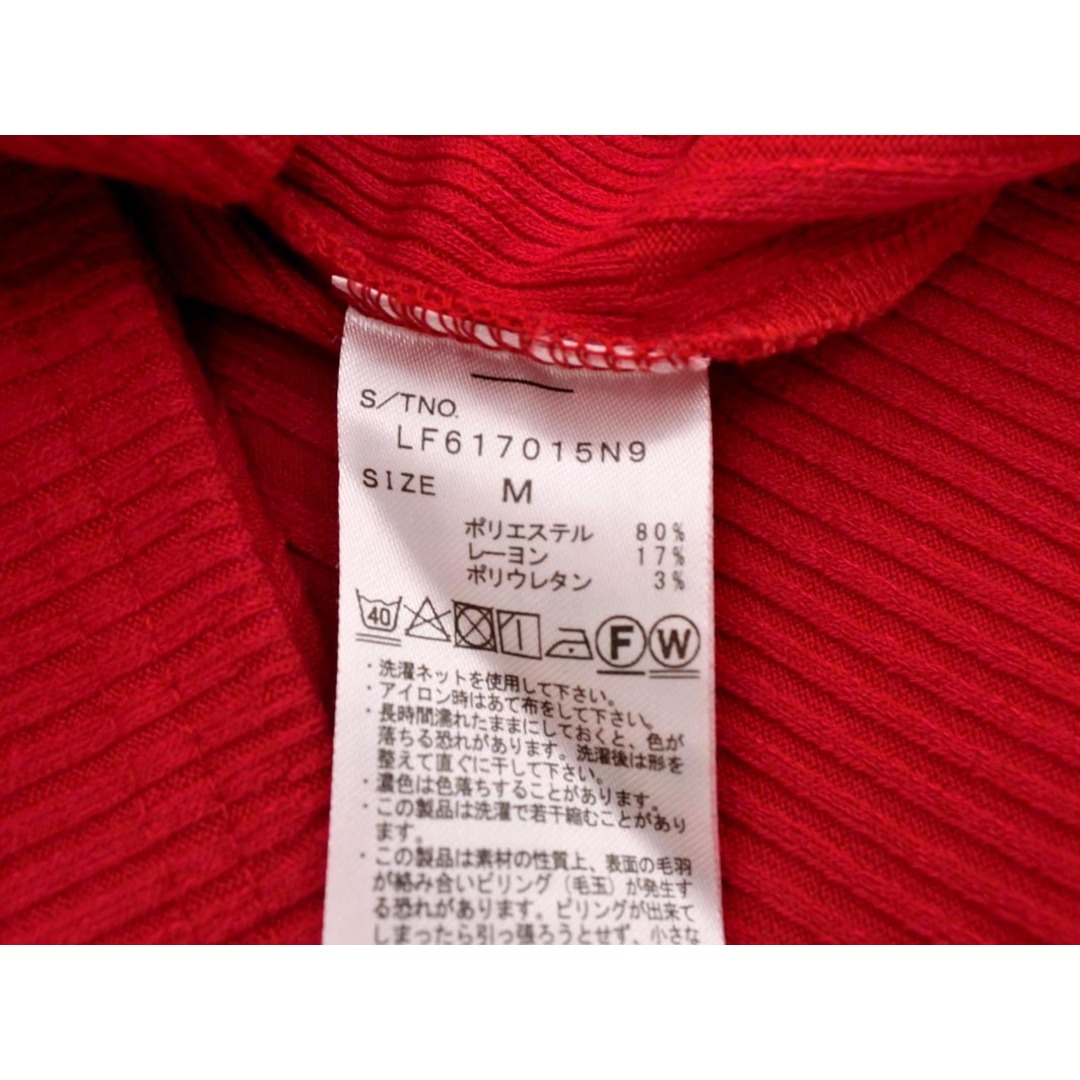 S/TNO.
LF617015N9
SIZE M
ポリエステル 80%
レーヨン 17%
ポリウレタン 3%
40 F W
・洗濯ネットを使用して下さい。
・アイロン時はあて布をして下さい。
・長時間濡れたままにしておくと、色が
落ちる恐れがあります。洗濯後は形を
整えて直ぐに干して下さい。
・濃色は色落ちすることがあります。
・この製品は洗濯で若干縮むことがあり
ます。
・この製品は素材の性質上、表面の毛羽
が絡み合いピリング（毛玉）が発生す
る恐れがあります。ピリングが出来て
しまったら引っ張ろうとせず、小さな